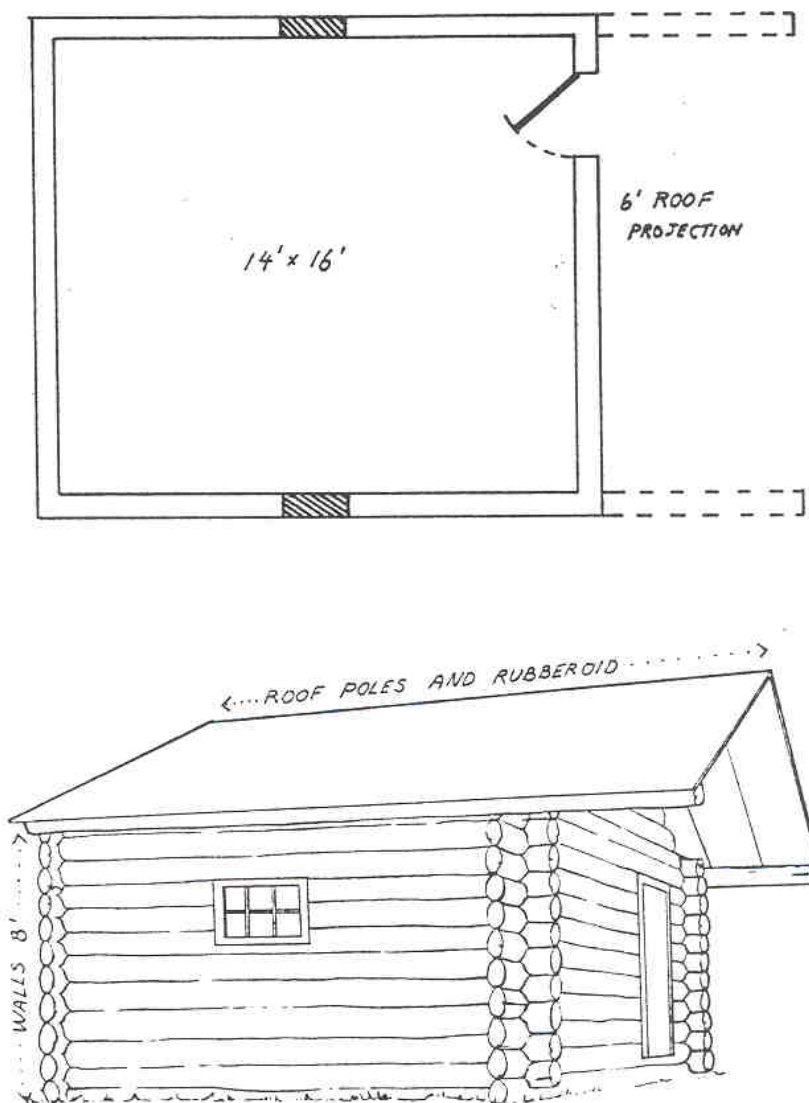 6' ROOF
PROJECTION
14' x 16'
ROOF POLES AND RUBBEROID
WALLS 8'